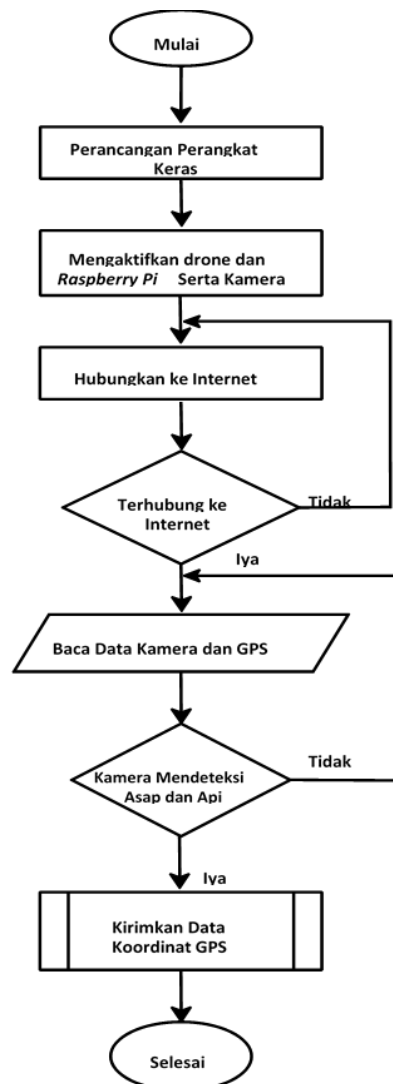 Mulai
Perancangan Perangkat
Keras
Mengaktifkan drone dan
Raspberry Pi Serta Kamera
Hubungkan ke Internet
Terhubung ke
Internet
Tidak
Iya
Baca Data Kamera dan GPS
Kamera Mendeteksi
Asap dan Api
Tidak
Iya
Kirimkan Data
Koordinat GPS
Selesai